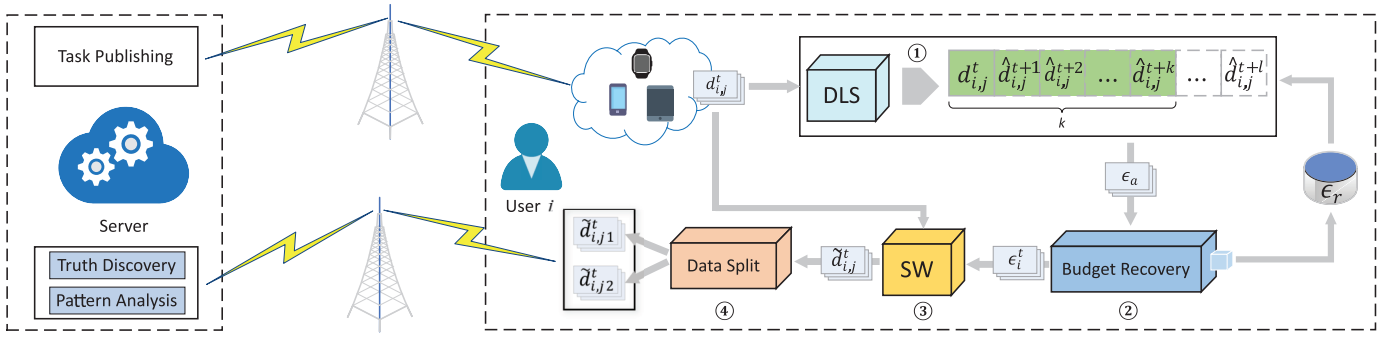 Task Publishing
Server
Truth Discovery
Pattern Analysis
User i
d^t_{i,j}
DLS
①
d^t_{i,j} d̂^{t+1}_{i,j} d̂^{t+2}_{i,j} ... d̂^{t+k}_{i,j} ... d̂^{t+l}_{i,j}
k
ϵ_a
ϵ_r
d̃^t_{i,j1}
d̃^t_{i,j2}
Data Split
d̃^t_{i,j}
SW
ϵ^t_i
Budget Recovery
④
③
②